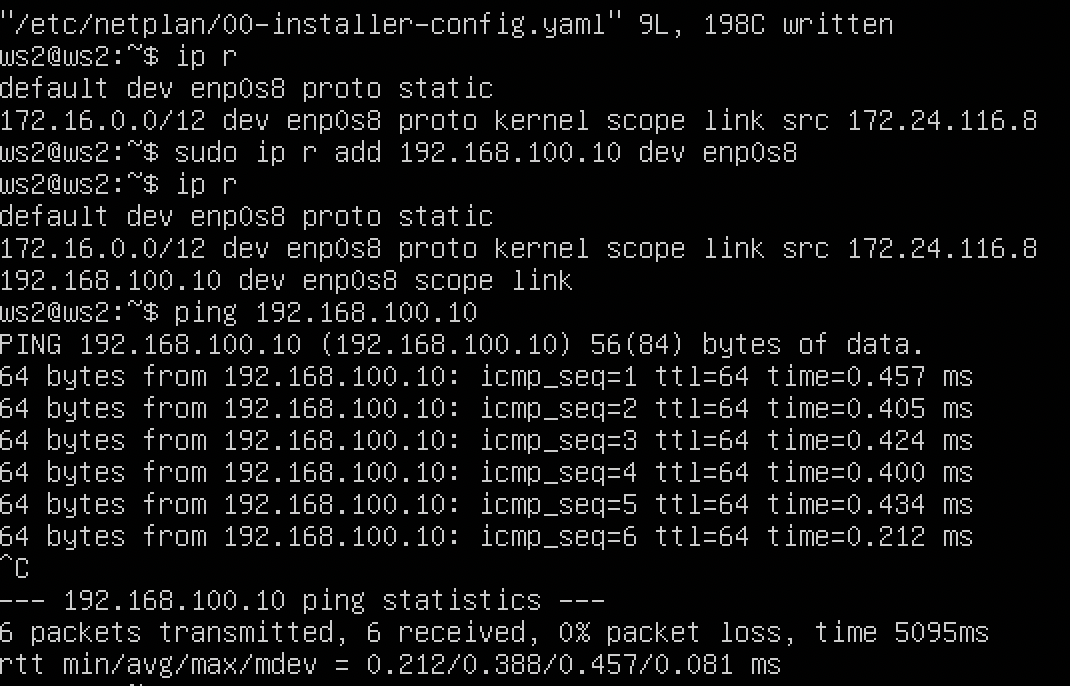 "/etc/netplan/00-installer-config.yaml" 9L, 198C written
ws2@ws2:~$ ip r
default dev enp0s8 proto static
172.16.0.0/12 dev enp0s8 proto kernel scope link src 172.24.116.8
ws2@ws2:~$ sudo ip r add 192.168.100.10 dev enp0s8
ws2@ws2:~$ ip r
default dev enp0s8 proto static
172.16.0.0/12 dev enp0s8 proto kernel scope link src 172.24.116.8
192.168.100.10 dev enp0s8 scope link
ws2@ws2:~$ ping 192.168.100.10
PING 192.168.100.10 (192.168.100.10) 56(84) bytes of data.
64 bytes from 192.168.100.10: icmp_seq=1 ttl=64 time=0.457 ms
64 bytes from 192.168.100.10: icmp_seq=2 ttl=64 time=0.405 ms
64 bytes from 192.168.100.10: icmp_seq=3 ttl=64 time=0.424 ms
64 bytes from 192.168.100.10: icmp_seq=4 ttl=64 time=0.400 ms
64 bytes from 192.168.100.10: icmp_seq=5 ttl=64 time=0.434 ms
64 bytes from 192.168.100.10: icmp_seq=6 ttl=64 time=0.212 ms
^C
--- 192.168.100.10 ping statistics ---
6 packets transmitted, 6 received, 0% packet loss, time 5095ms
rtt min/avg/max/mdev = 0.212/0.388/0.457/0.081 ms